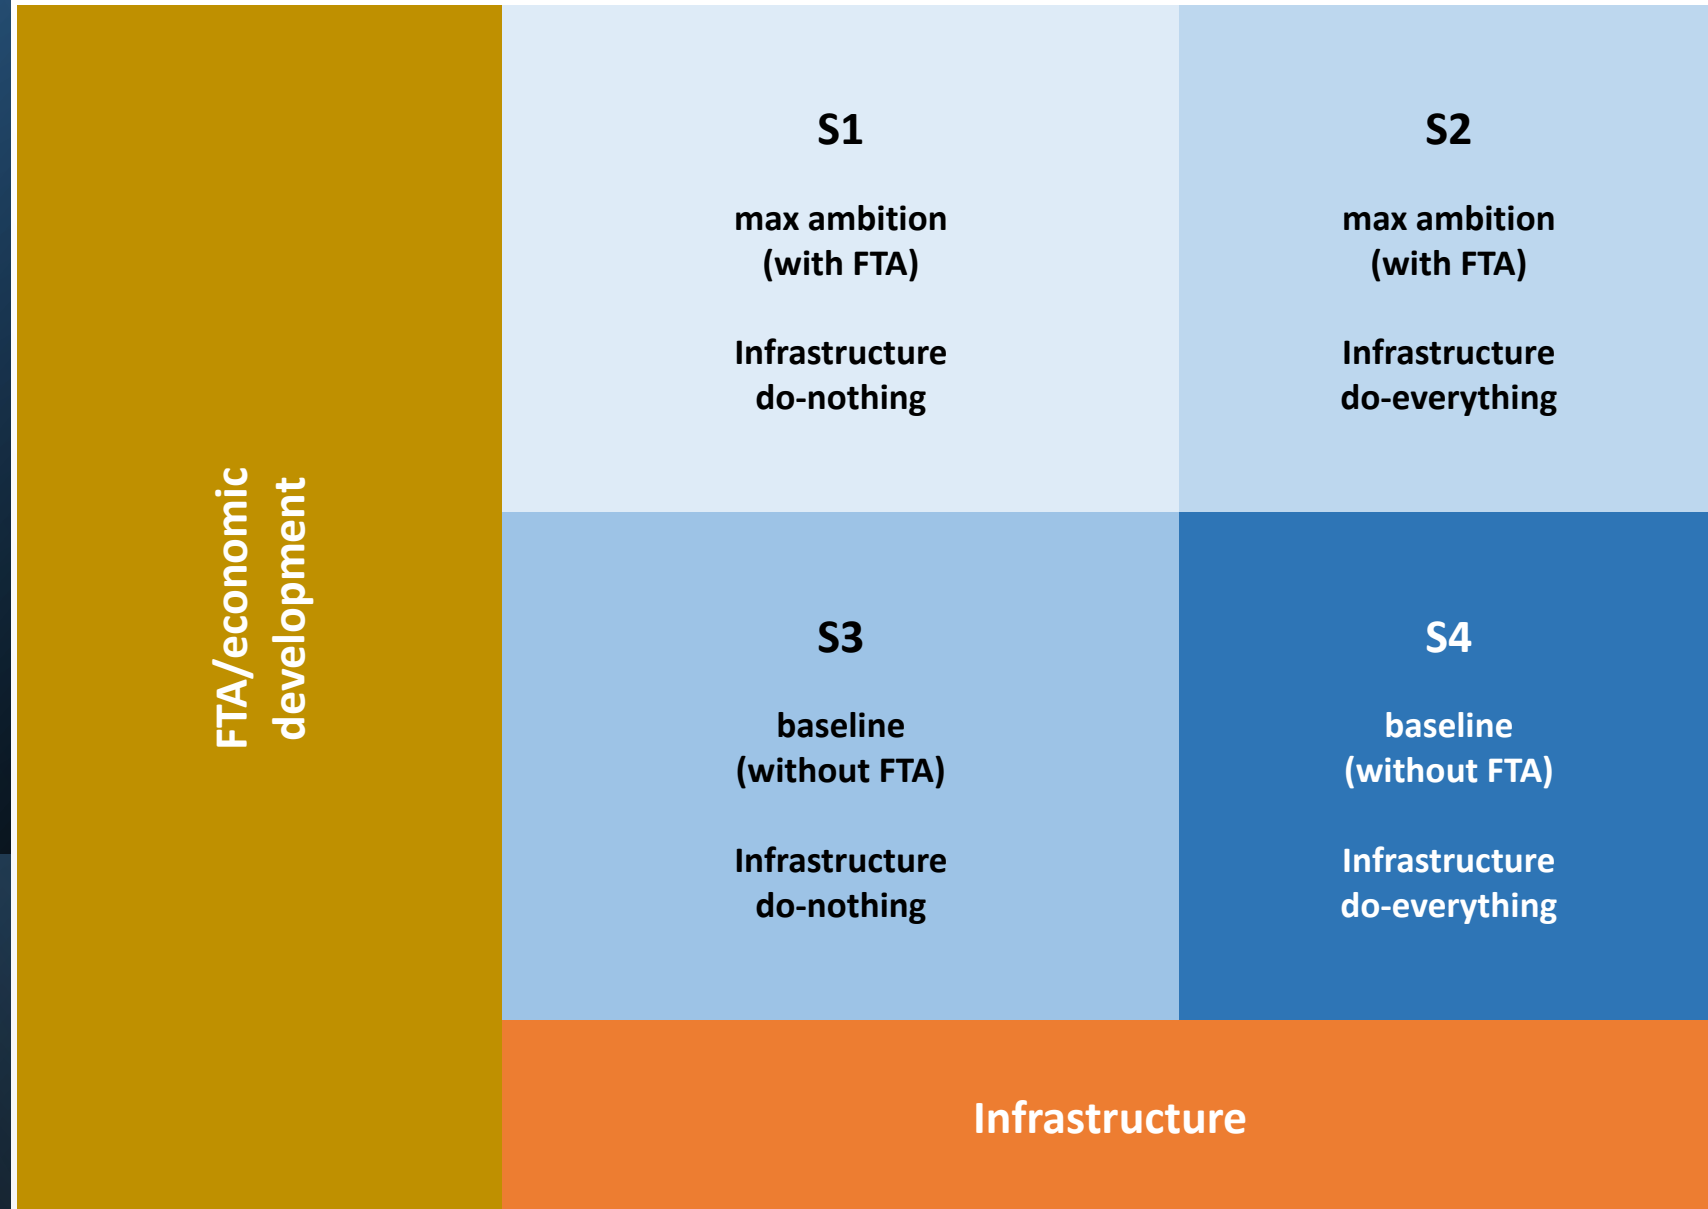 FTA/economic
development
S1
max ambition
(with FTA)
Infrastructure
do-nothing
S2
max ambition
(with FTA)
Infrastructure
do-everything
S3
baseline
(without FTA)
Infrastructure
do-nothing
S4
baseline
(without FTA)
Infrastructure
do-everything
Infrastructure